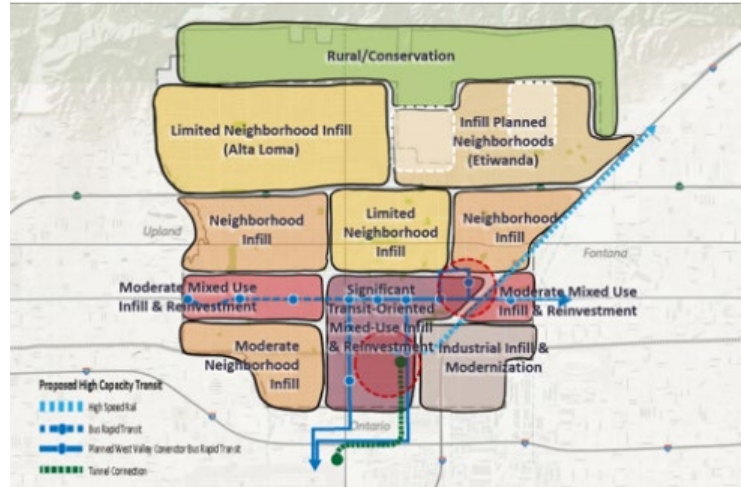 Rural/Conservation
Limited Neighborhood Infill
(Alta Loma)
Infill Planned
Neighborhoods
(Etiwanda)
Upland
Neighborhood
Infill
Limited
Neighborhood
Infill
Neighborhood
Infill
Fontana
Moderate Mixed Use
Infill & Reinvestment
Significant
Transit-Oriented
Mixed-Use Infill
& Reinvestment
Moderate Mixed Use
Infill & Reinvestment
Moderate
Neighborhood
Infill
Industrial Infill &
Modernization
Ontario
Proposed High Capacity Transit
High Speed Rail
Bus Rapid Transit
Planned West Valley Connector Bus Rapid Transit
Tunnel Connection